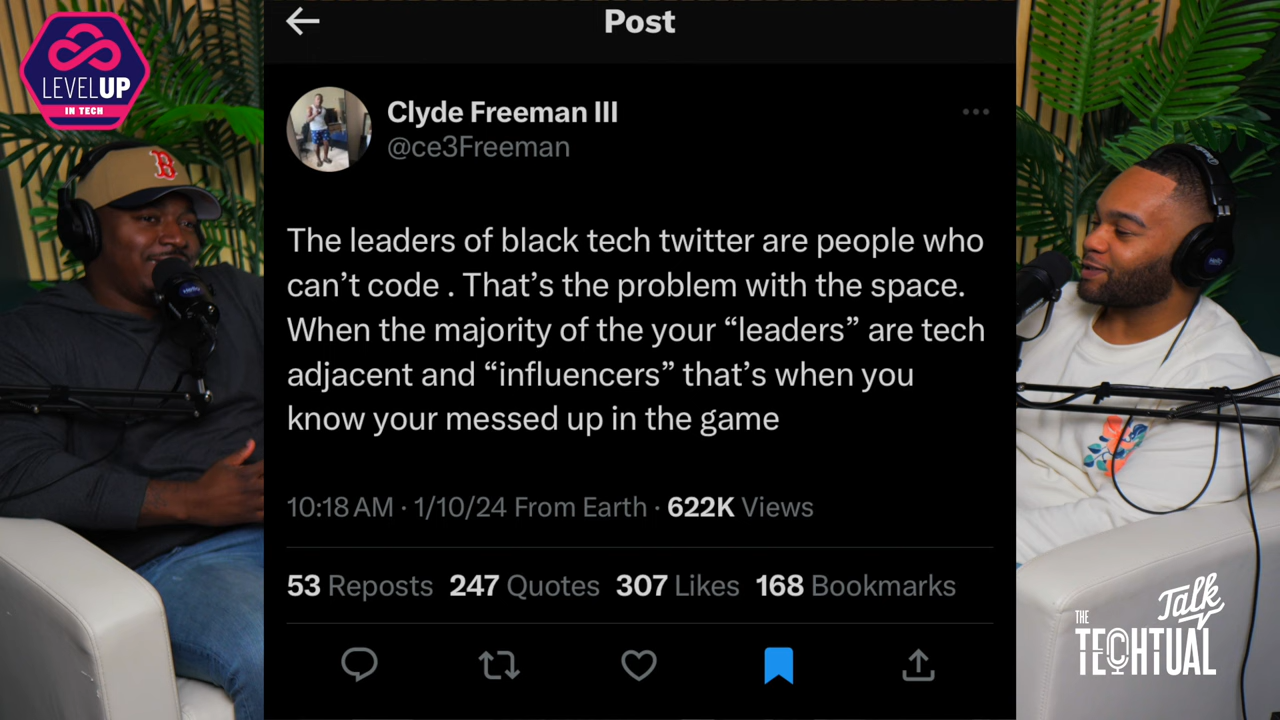 LEVELUP
IN TECH
Post
Clyde Freeman III
@ce3Freeman
The leaders of black tech twitter are people who
can’t code . That’s the problem with the space.
When the majority of the your “leaders” are tech
adjacent and “influencers” that’s when you
know your messed up in the game
10:18 AM · 1/10/24 From Earth · 622K Views
53 Reposts 247 Quotes 307 Likes 168 Bookmarks
B
THE
Talk
TECHTUAL